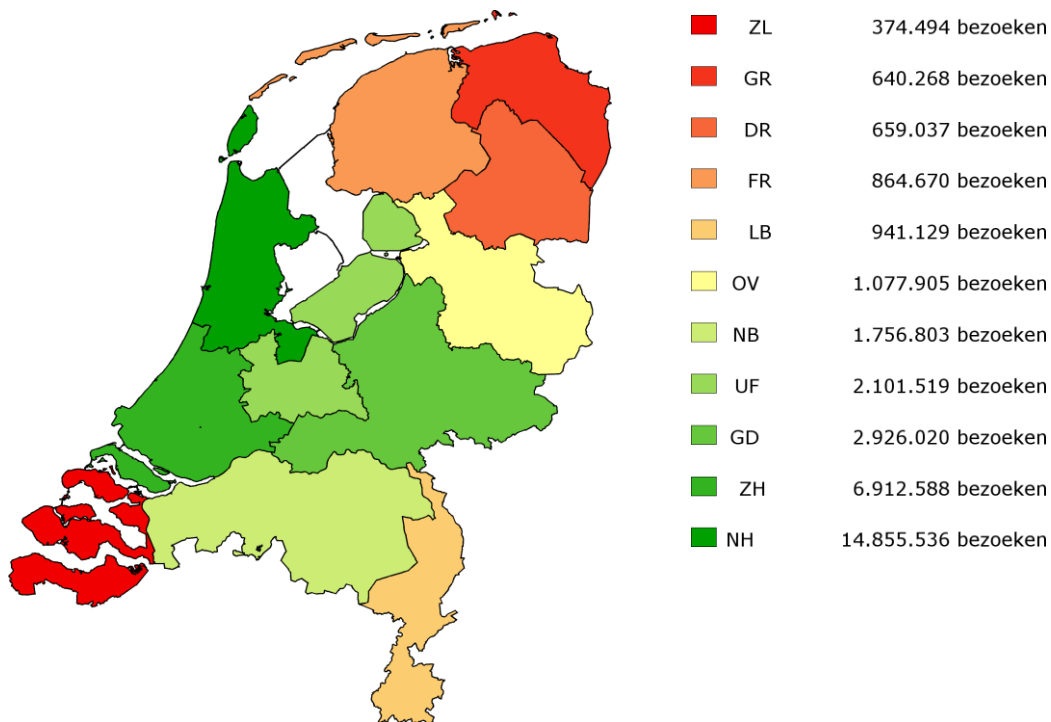 ZL 374.494 bezoeken
GR 640.268 bezoeken
DR 659.037 bezoeken
FR 864.670 bezoeken
LB 941.129 bezoeken
OV 1.077.905 bezoeken
NB 1.756.803 bezoeken
UF 2.101.519 bezoeken
GD 2.926.020 bezoeken
ZH 6.912.588 bezoeken
NH 14.855.536 bezoeken